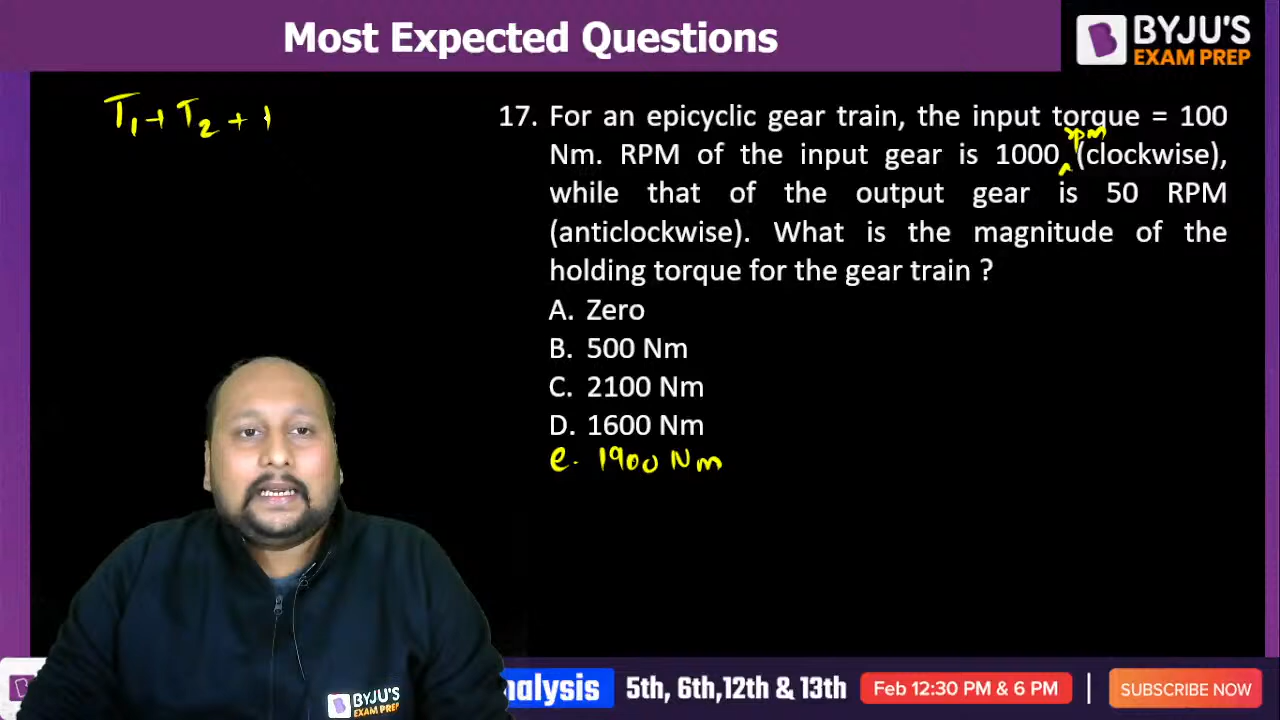 Most Expected Questions
BYJU'S
EXAM PREP
T₁ + T₂ + 1
17. For an epicyclic gear train, the input torque = 100
rpm
Nm. RPM of the input gear is 1000 ^ (clockwise),
while that of the output gear is 50 RPM
(anticlockwise). What is the magnitude of the
holding torque for the gear train ?
A. Zero
B. 500 Nm
C. 2100 Nm
D. 1600 Nm
e. 1900 Nm
BYJU'S
EXAM PREP
nalysis 5th, 6th,12th & 13th Feb 12:30 PM & 6 PM | SUBSCRIBE NOW